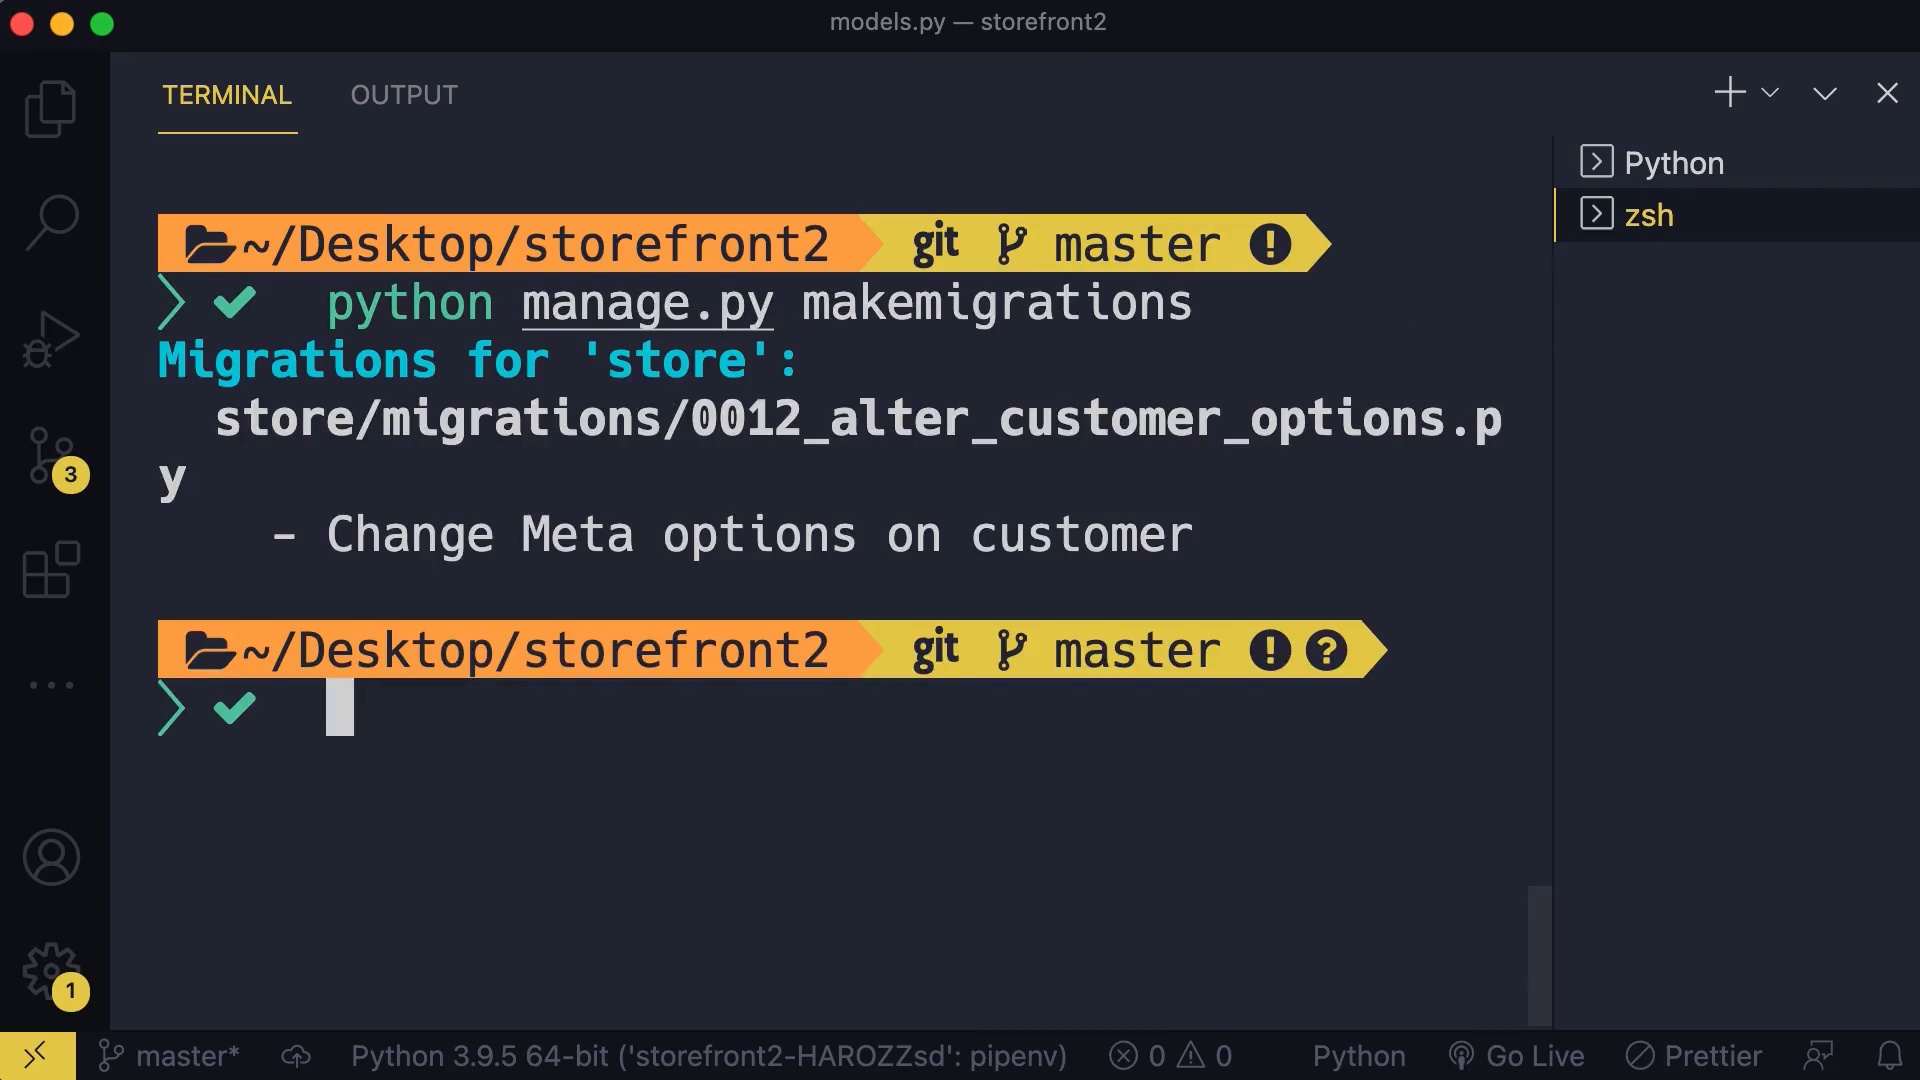 models.py — storefront2
TERMINAL OUTPUT
Python
zsh
~/Desktop/storefront2 git master !
python manage.py makemigrations
Migrations for 'store':
store/migrations/0012_alter_customer_options.p
y
- Change Meta options on customer
~/Desktop/storefront2 git master ! ?
3
1
master* Python 3.9.5 64-bit ('storefront2-HAROZZsd': pipenv) 0 0 Python Go Live Prettier